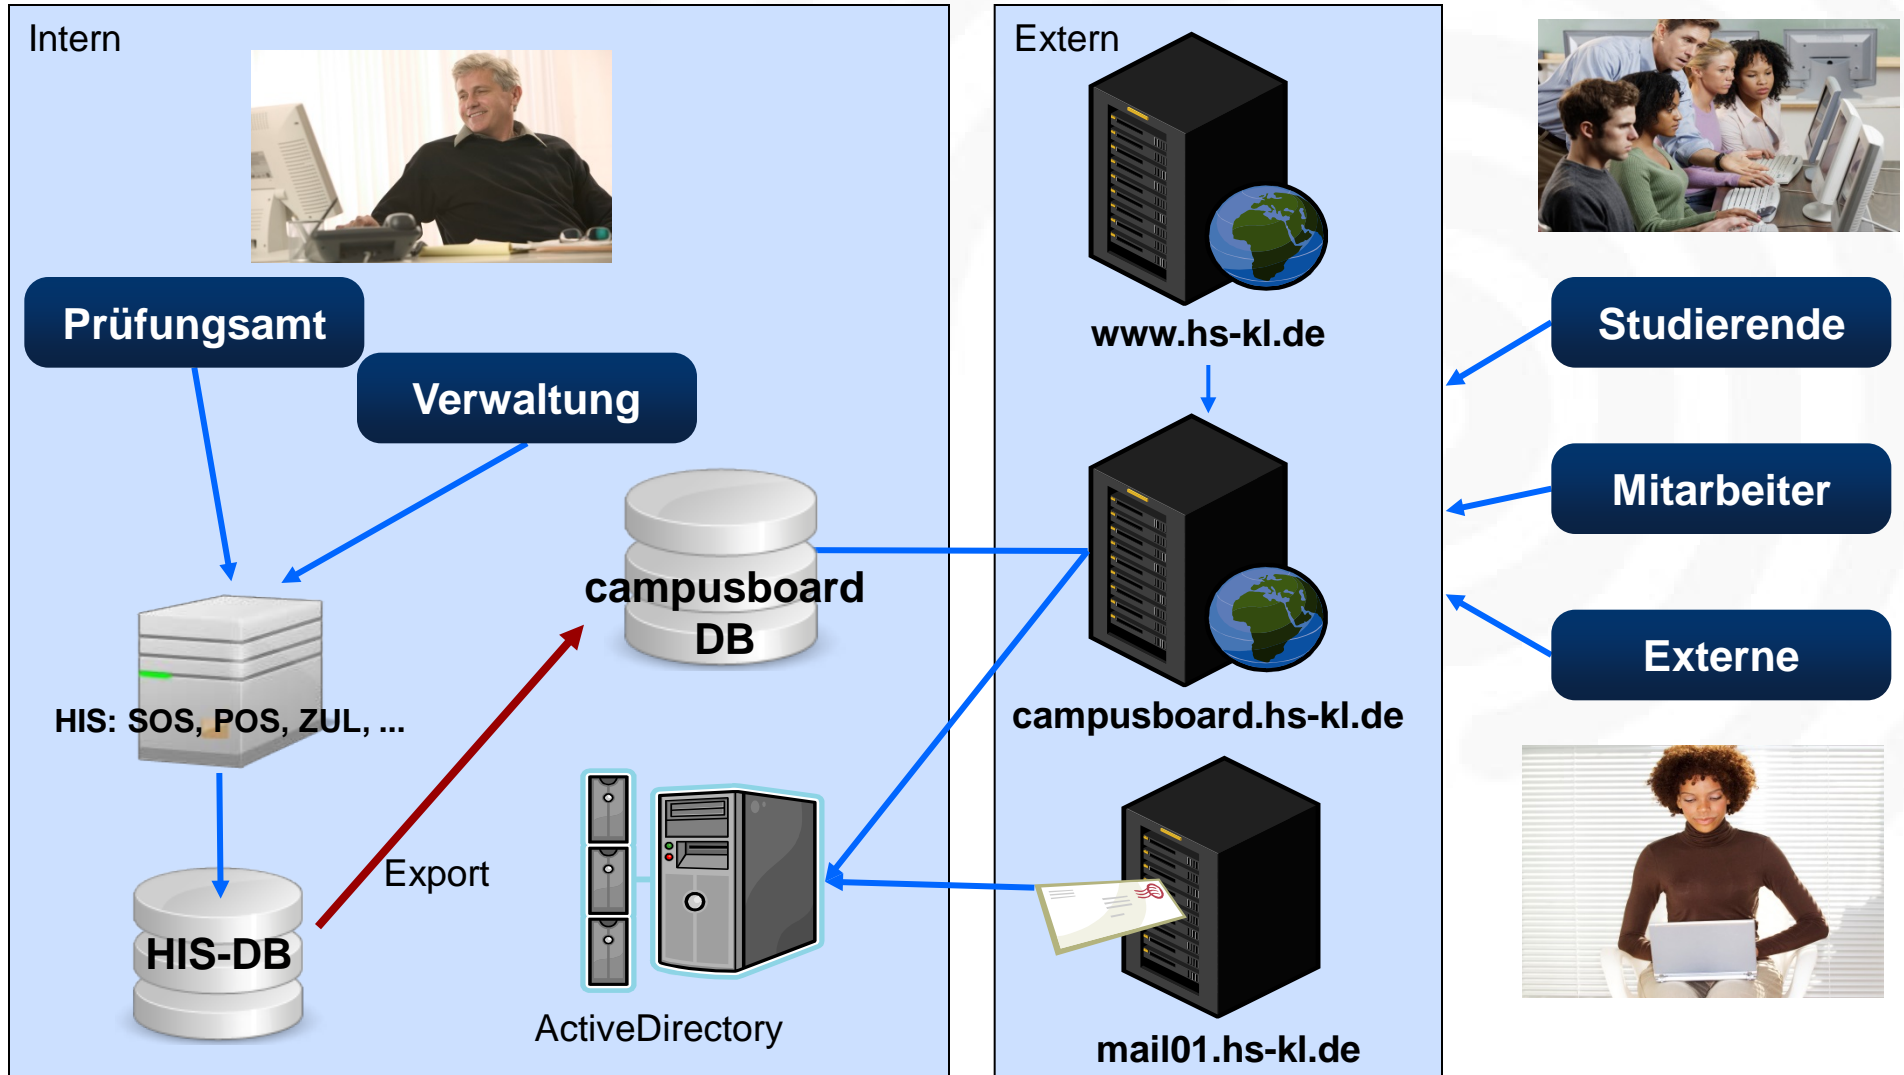 Intern
Prüfungsamt
Verwaltung
campusboard
DB
HIS: SOS, POS, ZUL, ...
Export
HIS-DB
ActiveDirectory
Extern
www.hs-kl.de
campusboard.hs-kl.de
mail01.hs-kl.de
Studierende
Mitarbeiter
Externe